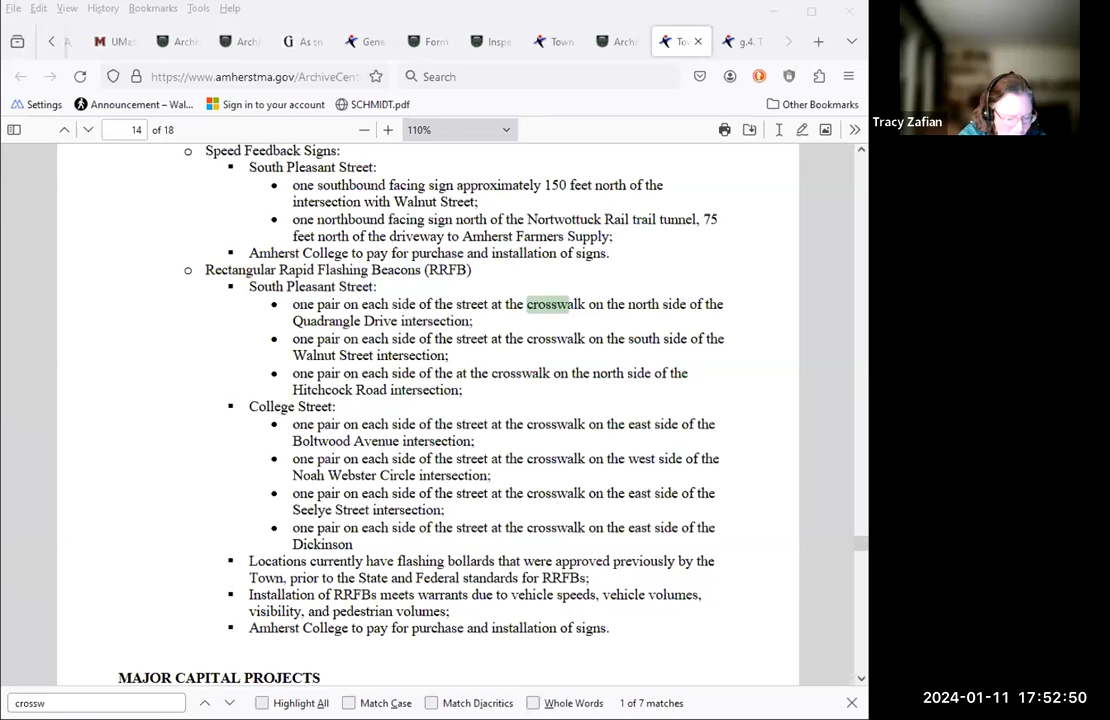 File Edit View History Bookmarks Tools Help
UMas Archi Archi As sn Gene Form Inspe Town Archi Tov g.4. T
https://www.amherstma.gov/ArchiveCent Search
Settings Announcement – Wal... Sign in to your account SCHMIDT.pdf Other Bookmarks
14 of 18 110%
Speed Feedback Signs:
South Pleasant Street:
one southbound facing sign approximately 150 feet north of the
intersection with Walnut Street;
one northbound facing sign north of the Nortwottuck Rail trail tunnel, 75
feet north of the driveway to Amherst Farmers Supply;
Amherst College to pay for purchase and installation of signs.
Rectangular Rapid Flashing Beacons (RRFB)
South Pleasant Street:
one pair on each side of the street at the crosswalk on the north side of the
Quadrangle Drive intersection;
one pair on each side of the street at the crosswalk on the south side of the
Walnut Street intersection;
one pair on each side of the at the crosswalk on the north side of the
Hitchcock Road intersection;
College Street:
one pair on each side of the street at the crosswalk on the east side of the
Boltwood Avenue intersection;
one pair on each side of the street at the crosswalk on the west side of the
Noah Webster Circle intersection;
one pair on each side of the street at the crosswalk on the east side of the
Seelye Street intersection;
one pair on each side of the street at the crosswalk on the east side of the
Dickinson
Locations currently have flashing bollards that were approved previously by the
Town, prior to the State and Federal standards for RRFBs;
Installation of RRFBs meets warrants due to vehicle speeds, vehicle volumes,
visibility, and pedestrian volumes;
Amherst College to pay for purchase and installation of signs.
MAJOR CAPITAL PROJECTS
crossw Highlight All Match Case Match Diacritics Whole Words 1 of 7 matches
Tracy Zafian
2024-01-11 17:52:50